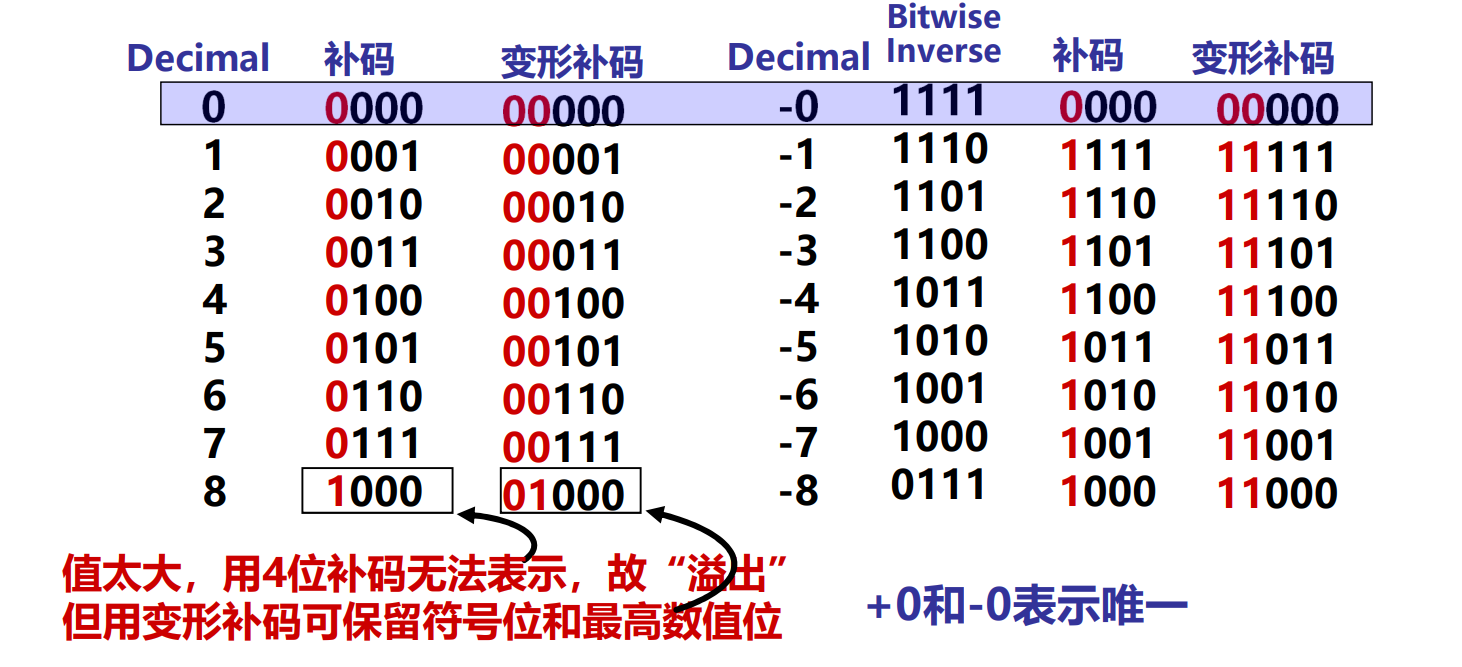 Decimal 补码 变形补码 Decimal Bitwise Inverse 补码 变形补码
0 0000 00000 -0 1111 0000 00000
1 0001 00001 -1 1110 1111 11111
2 0010 00010 -2 1101 1110 11110
3 0011 00011 -3 1100 1101 11101
4 0100 00100 -4 1011 1100 11100
5 0101 00101 -5 1010 1011 11011
6 0110 00110 -6 1001 1010 11010
7 0111 00111 -7 1000 1001 11001
8 1000 01000 -8 0111 1000 11000
值太大，用4位补码无法表示，故“溢出”
但用变形补码可保留符号位和最高数值位
+0和-0表示唯一